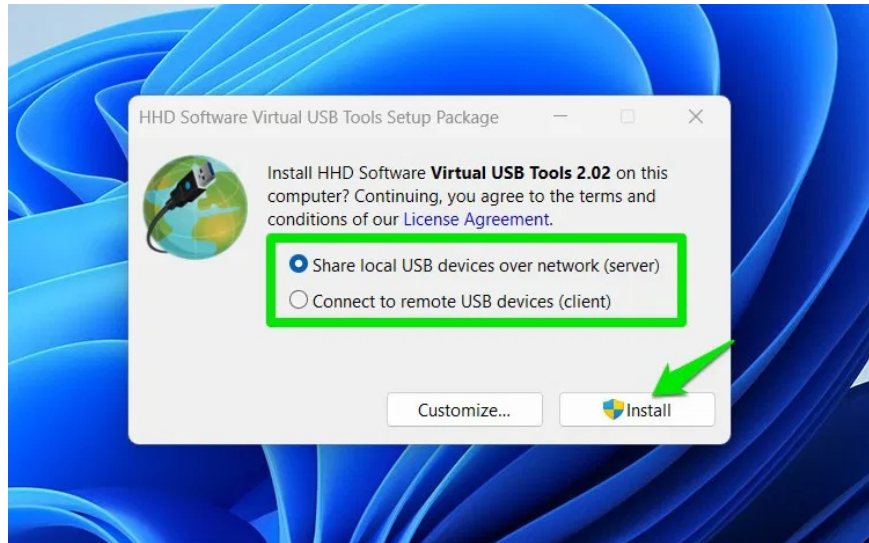 HHD Software Virtual USB Tools Setup Package
Install HHD Software Virtual USB Tools 2.02 on this
computer? Continuing, you agree to the terms and
conditions of our License Agreement.
Share local USB devices over network (server)
Connect to remote USB devices (client)
Customize...
Install